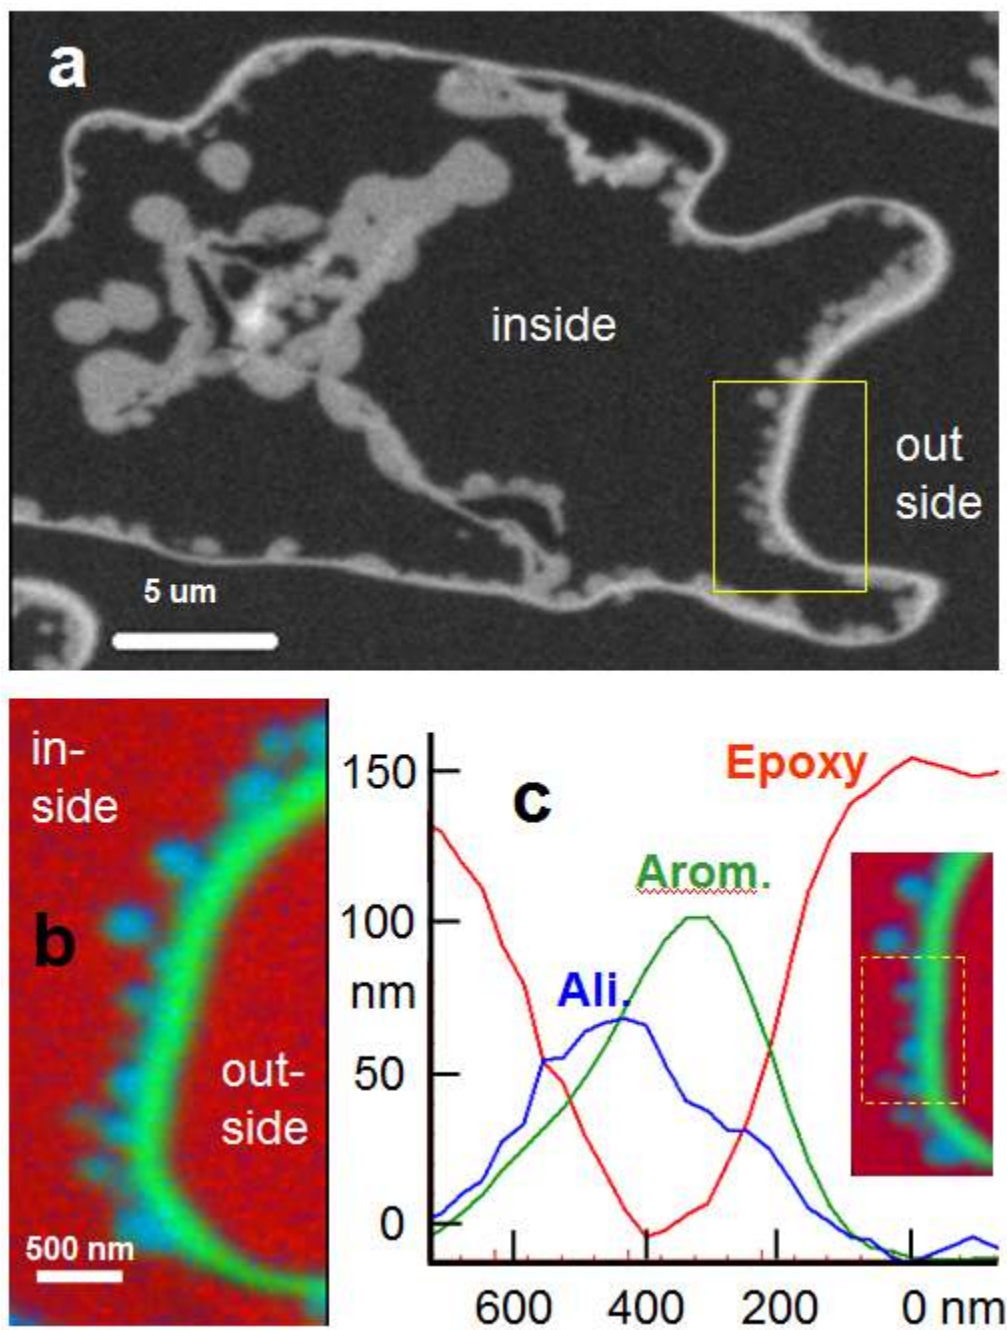 a
inside
out
side
5 um
in-
side
b
out-
side
500 nm
150
c
Epoxy
Arom.
100
nm
Ali.
50
0
600 400 200 0 nm